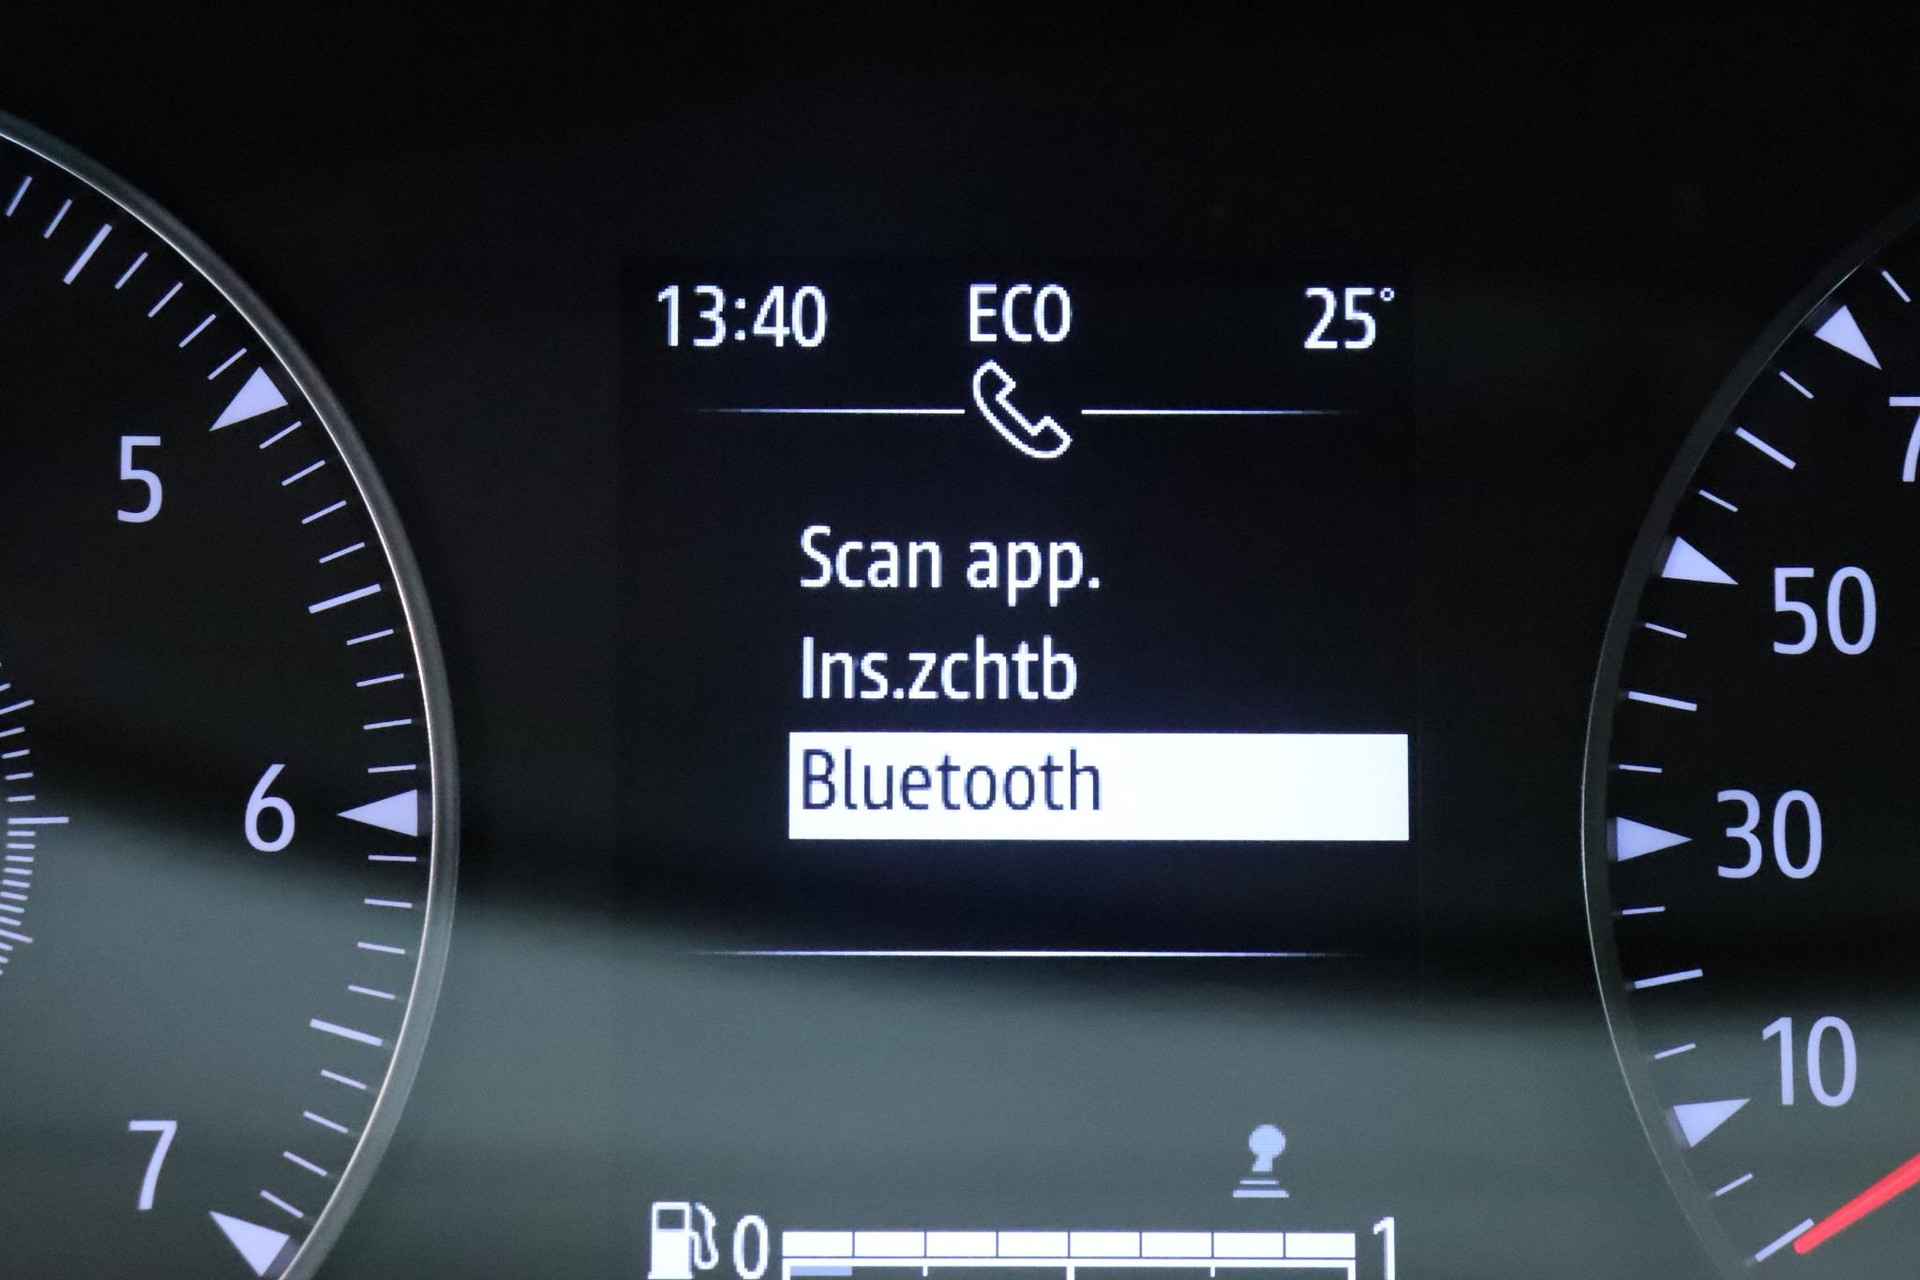 13:40 ECO 25°
Scan app.
Ins.zchtb
Bluetooth
5
6
7
50
30
10
0 1